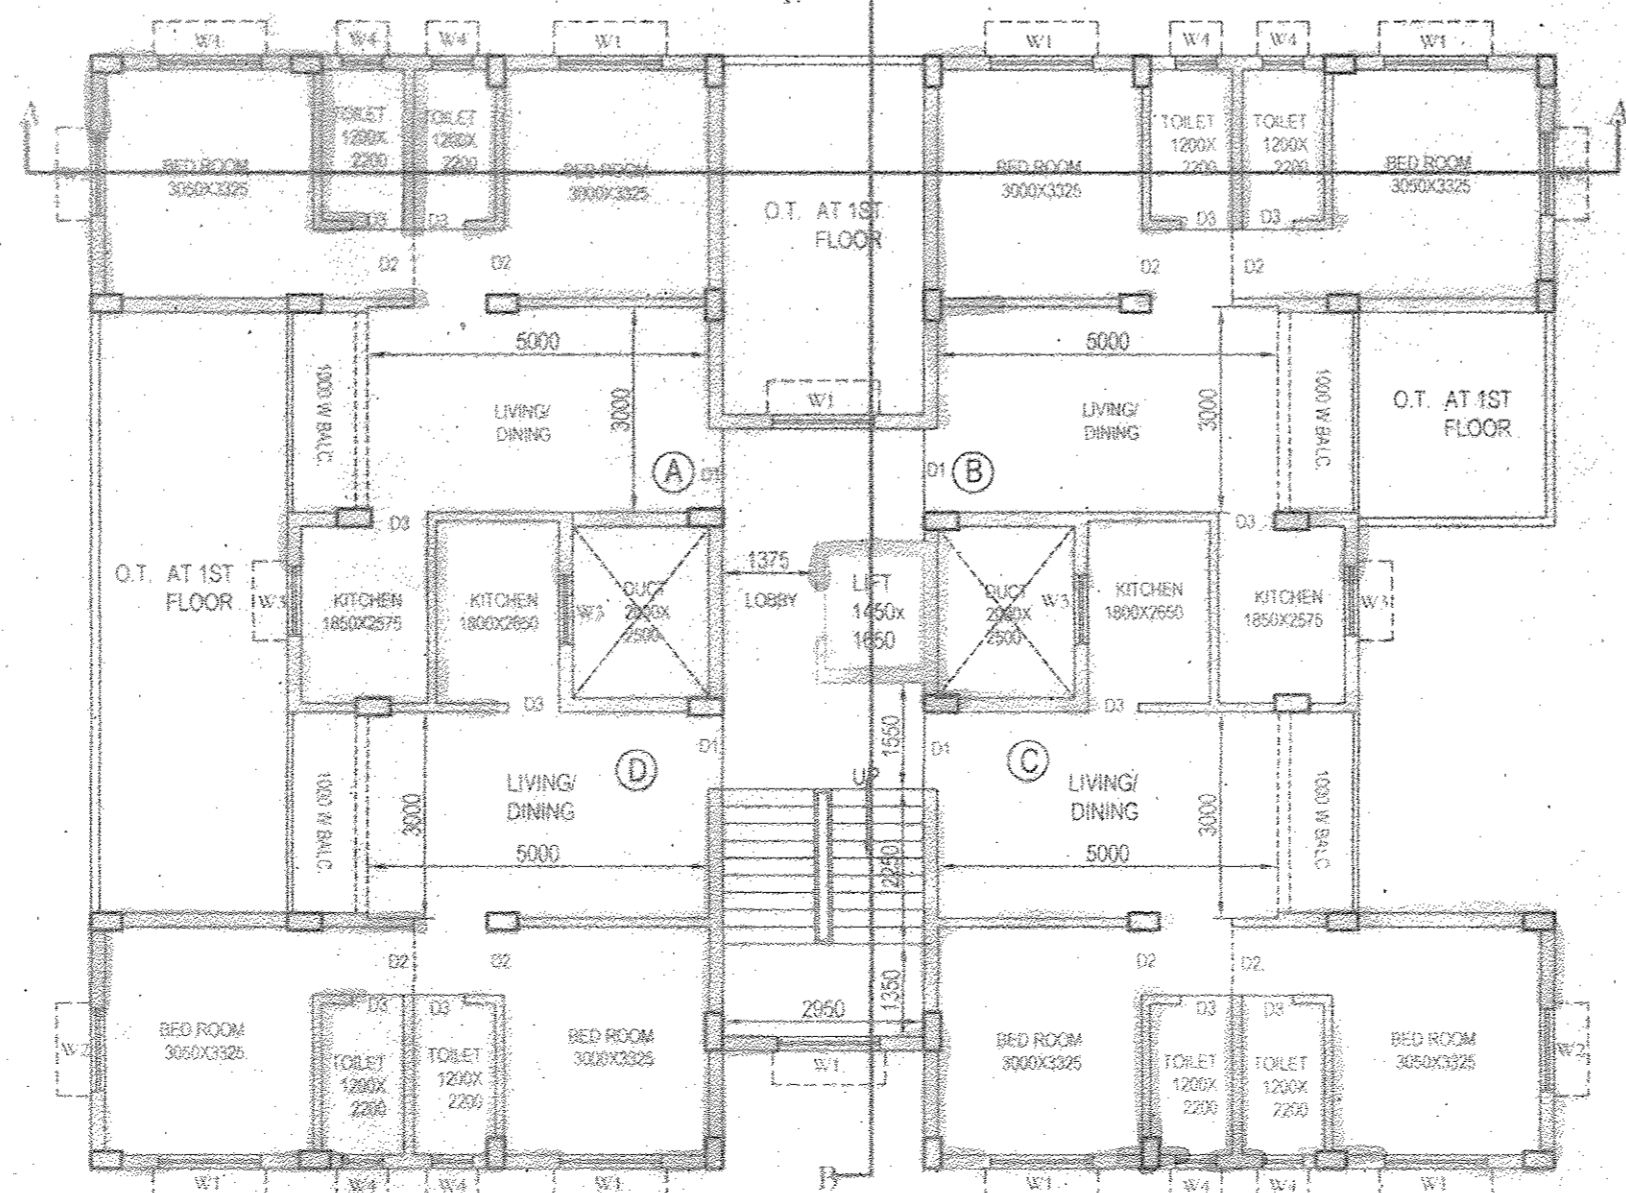 W1 W4 W4 W1 W1 W4 W4 W1
TOILET
1200X
2200
TOILET
1200X
2200
TOILET
1200X
2200
TOILET
1200X
2200
BED ROOM
3050X3325
BED ROOM
3000X3325
BED ROOM
3000X3325
BED ROOM
3050X3325
O.T. AT 1ST
FLOOR
D3 D3 D3 D3
D2 D2 D2 D2
5000 5000
1000 W BALC.
LIVING/
DINING
3000
W1
LIVING/
DINING
3000
1000 W BALC.
O.T. AT 1ST
FLOOR
A D1 D1 B
D3 D3
O.T. AT 1ST
FLOOR
W3
KITCHEN
1850X2575
KITCHEN
1800X2650
W3
DUCT
2000X
2500
1375
LOBBY
LIFT
1450x
1650
DUCT
2000X
2500
W3
KITCHEN
1800X2650
KITCHEN
1850X2575
W3
D3 D3
D D1 1550 D1 C
UP
1000 W BALC.
3000
LIVING/
DINING
LIVING/
DINING
3000
1000 W BALC.
5000 2250 5000
D2 D2 D2 D2
D3 D3 D3 D3
2950 1350
W1
W2
BED ROOM
3050X3325
TOILET
1200X
2200
TOILET
1200X
2200
BED ROOM
3000X3325
BED ROOM
3000X3325
TOILET
1200X
2200
TOILET
1200X
2200
BED ROOM
3050X3325
W2
W1 W4 W4 W1 W1 W4 W4 W1